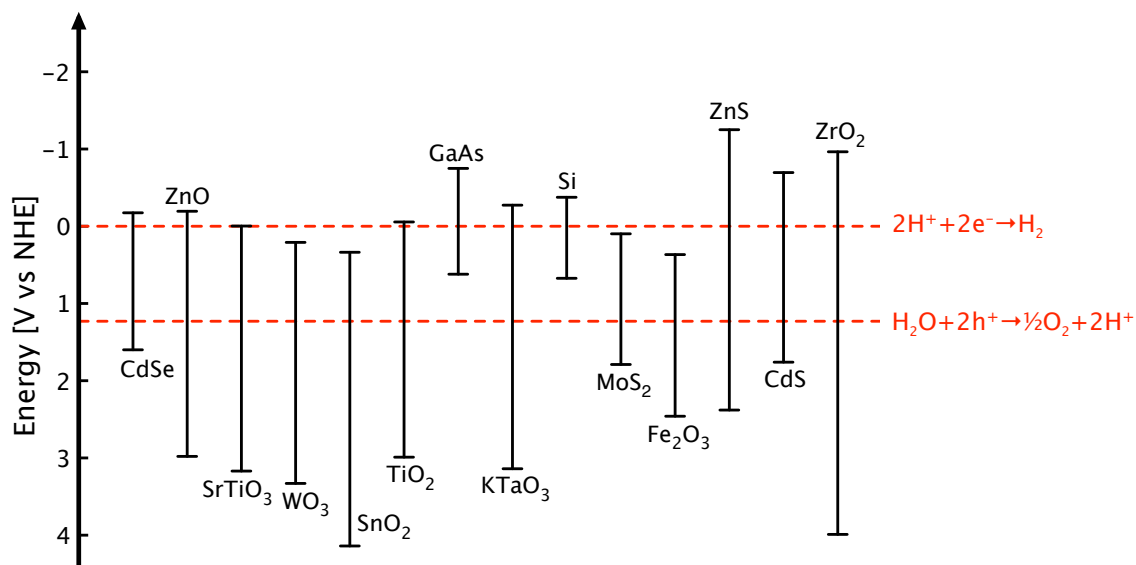 Energy [V vs NHE]
−2
−1
0
1
2
3
4
CdSe
ZnO
SrTiO₃
WO₃
SnO₂
TiO₂
GaAs
KTaO₃
Si
MoS₂
Fe₂O₃
ZnS
CdS
ZrO₂
2H⁺+2e⁻→H₂
H₂O+2h⁺→½O₂+2H⁺